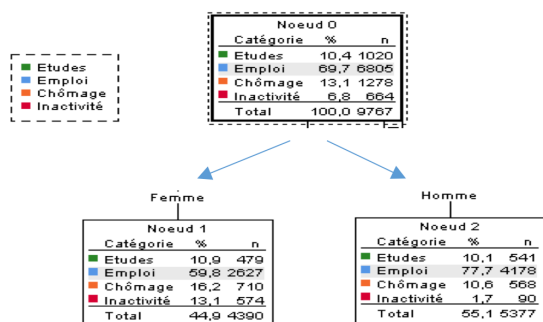 Noeud 0
Catégorie % n
Etudes 10,4 1020
Emploi 69,7 6805
Chômage 13,1 1278
Inactivité 6,8 664
Total 100,0 9767
Etudes
Emploi
Chômage
Inactivité
Femme
Homme
Noeud 1
Catégorie % n
Etudes 10,9 479
Emploi 59,8 2627
Chômage 16,2 710
Inactivité 13,1 574
Total 44,9 4390
Noeud 2
Catégorie % n
Etudes 10,1 541
Emploi 77,7 4178
Chômage 10,6 568
Inactivité 1,7 90
Total 55,1 5377